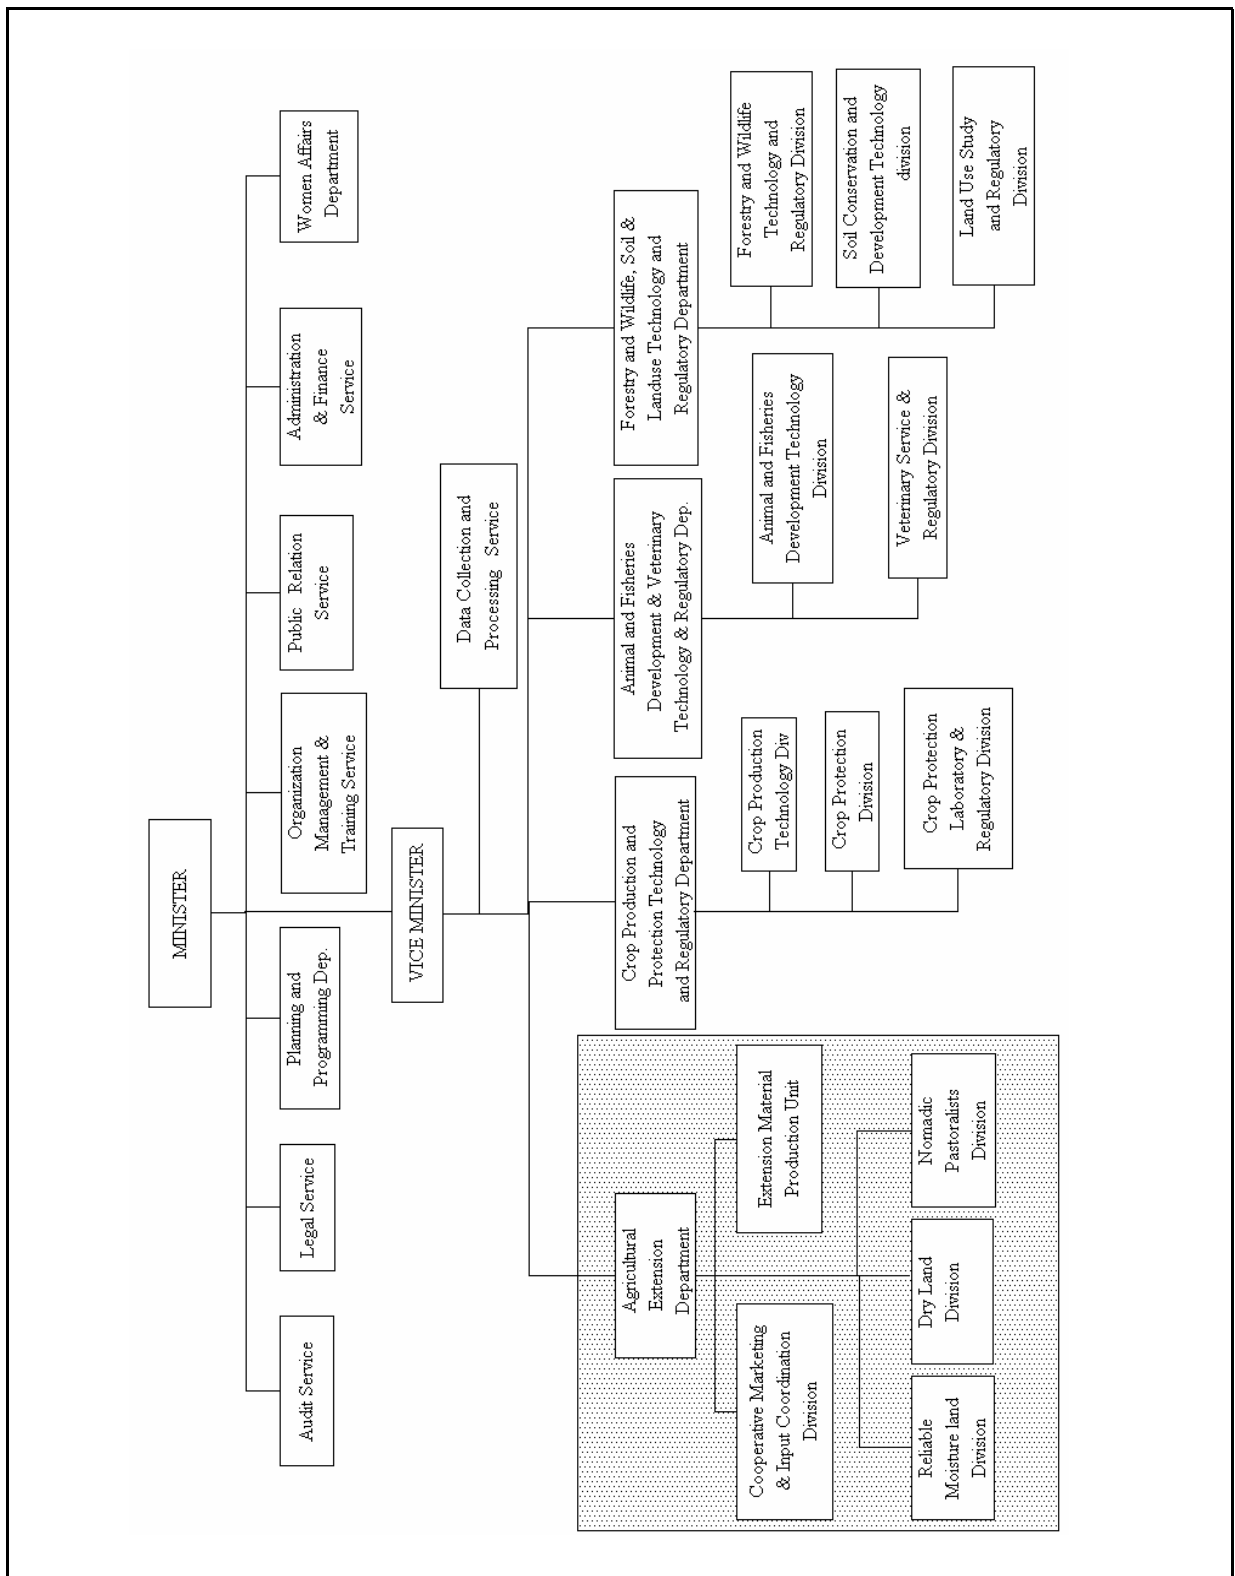 MINISTER
Audit Service
Legal Service
Planning and
Programming Dep.
Organization
Management &
Training Service
Public Relation
Service
Administration
& Finance
Service
Women Affairs
Department
VICE MINISTER
Data Collection and
Processing Service
Agricultural
Extension
Department
Crop Production and
Protection Technology
and Regulatory Department
Animal and Fisheries
Development & Veterinary
Technology & Regulatory Dep.
Forestry and Wildlife, Soil &
Landuse Technology and
Regulatory Department
Cooperative Marketing
& Input Coordination
Division
Extension Material
Production Unit
Reliable
Moisture land
Division
Dry Land
Division
Nomadic
Pastoralists
Division
Crop Production
Technology Div
Crop Protection
Division
Crop Protection
Laboratory &
Regulatory Division
Animal and Fisheries
Development Technology
Division
Veterinary Service &
Regulatory Division
Forestry and Wildlife
Technology and
Regulatory Division
Soil Conservation and
Development Technology
division
Land Use Study
and Regulatory
Division